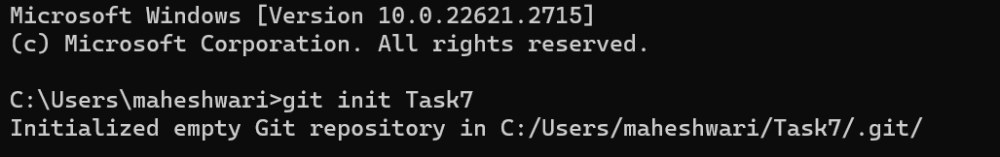 Microsoft Windows [Version 10.0.22621.2715]
(c) Microsoft Corporation. All rights reserved.
C:\Users\maheshwari>git init Task7
Initialized empty Git repository in C:/Users/maheshwari/Task7/.git/